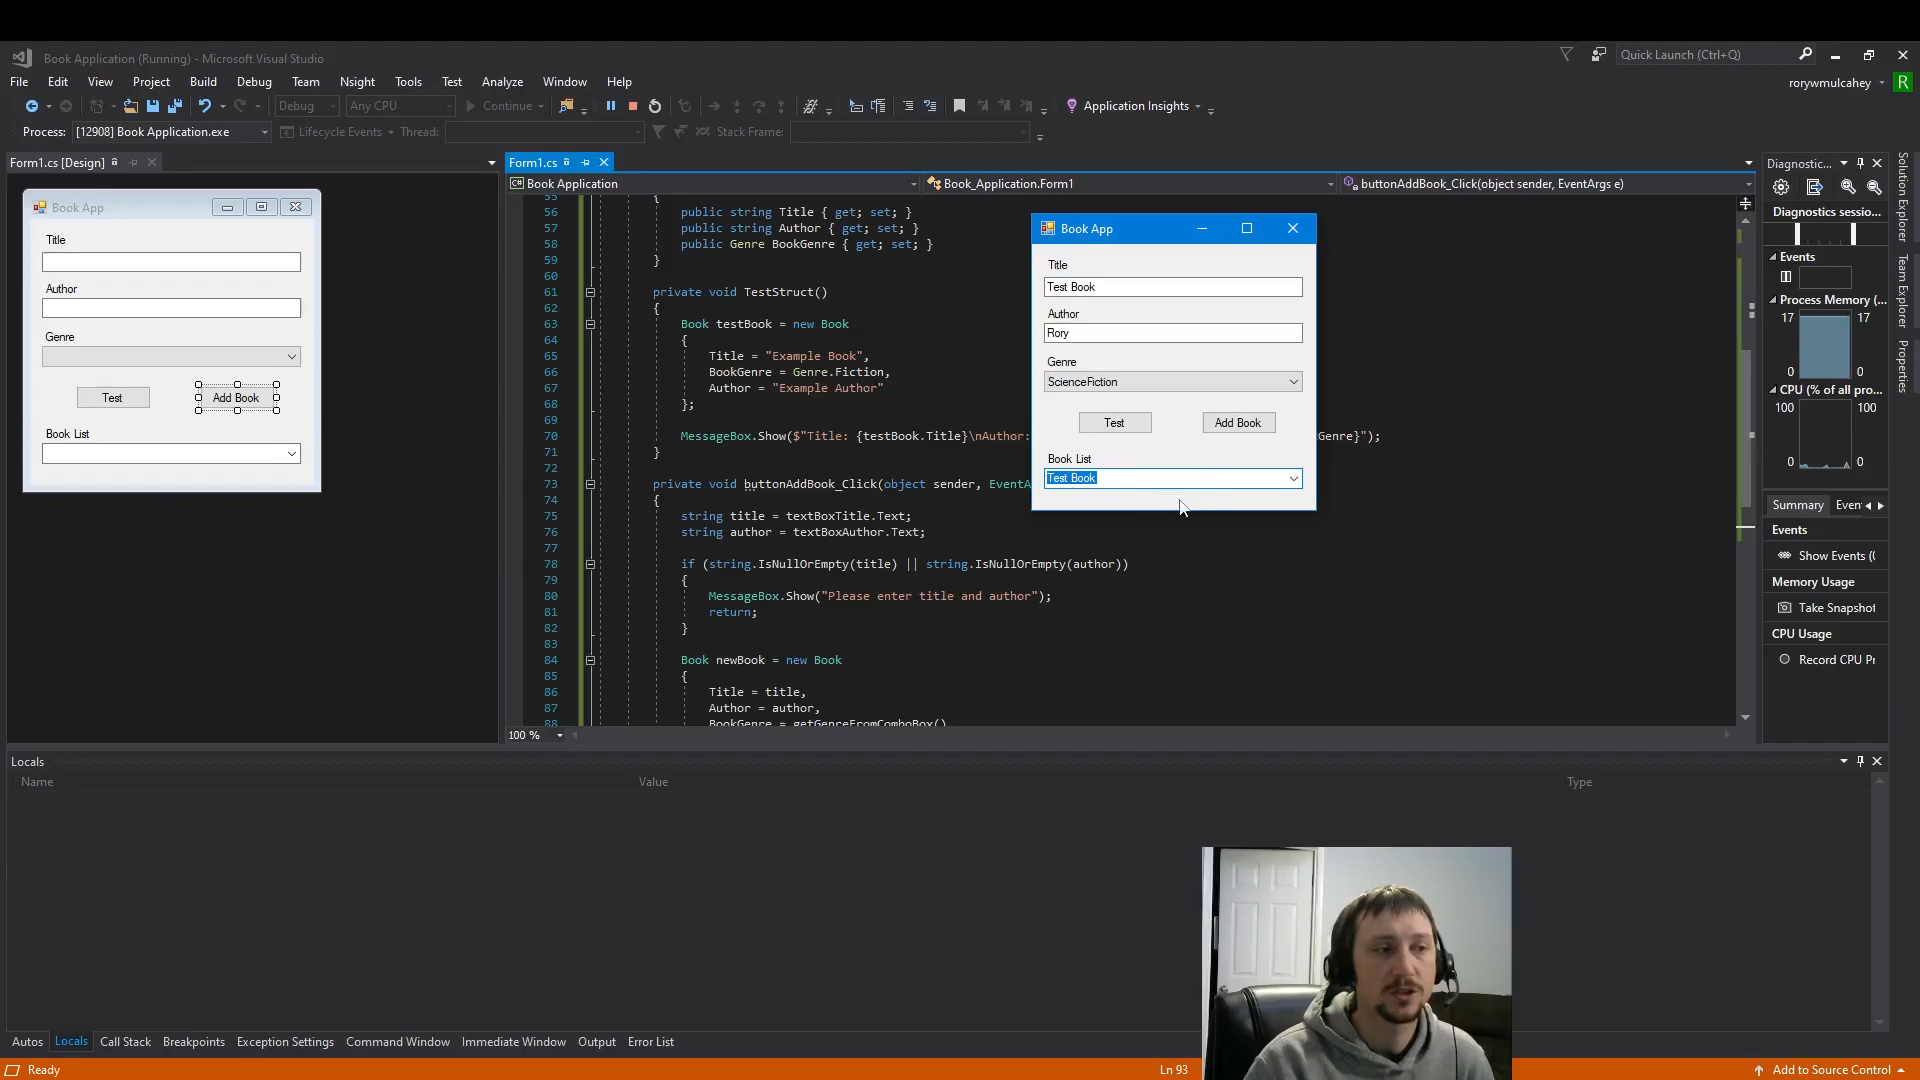 Book Application (Running) - Microsoft Visual Studio
Quick Launch (Ctrl+Q)
File Edit View Project Build Debug Team Nsight Tools Test Analyze Window Help
rorywmulcahey R
Debug Any CPU Continue Application Insights
Process: [12908] Book Application.exe Lifecycle Events Thread: Stack Frame:
Form1.cs [Design]
Book App
Title
Author
Genre
Test Add Book
Book List
Form1.cs
Book Application Book_Application.Form1 buttonAddBook_Click(object sender, EventArgs e)
55 {
56 public string Title { get; set; }
57 public string Author { get; set; }
58 public Genre BookGenre { get; set; }
59 }
60
61 private void TestStruct()
62 {
63 Book testBook = new Book
64 {
65 Title = "Example Book",
66 BookGenre = Genre.Fiction,
67 Author = "Example Author"
68 };
69
70 MessageBox.Show($"Title: {testBook.Title}\nAuthor: Genre}");
71 }
72
73 private void buttonAddBook_Click(object sender, EventA
74 {
75 string title = textBoxTitle.Text;
76 string author = textBoxAuthor.Text;
77
78 if (string.IsNullOrEmpty(title) || string.IsNullOrEmpty(author))
79 {
80 MessageBox.Show("Please enter title and author");
81 return;
82 }
83
84 Book newBook = new Book
85 {
86 Title = title,
87 Author = author,
88 BookGenre = getGenreFromComboBox()
100 %
Book App
Title
Test Book
Author
Rory
Genre
ScienceFiction
Test Add Book
Book List
Test Book
Diagnostic...
Diagnostics sessio...
Events
Process Memory (...
17 17
0 0
CPU (% of all pro...
100 100
0 0
Summary Even
Events
Show Events (0
Memory Usage
Take Snapshot
CPU Usage
Record CPU Pr
Solution Explorer
Team Explorer
Properties
Locals
Name Value Type
Autos Locals Call Stack Breakpoints Exception Settings Command Window Immediate Window Output Error List
Ready Ln 93 Add to Source Control